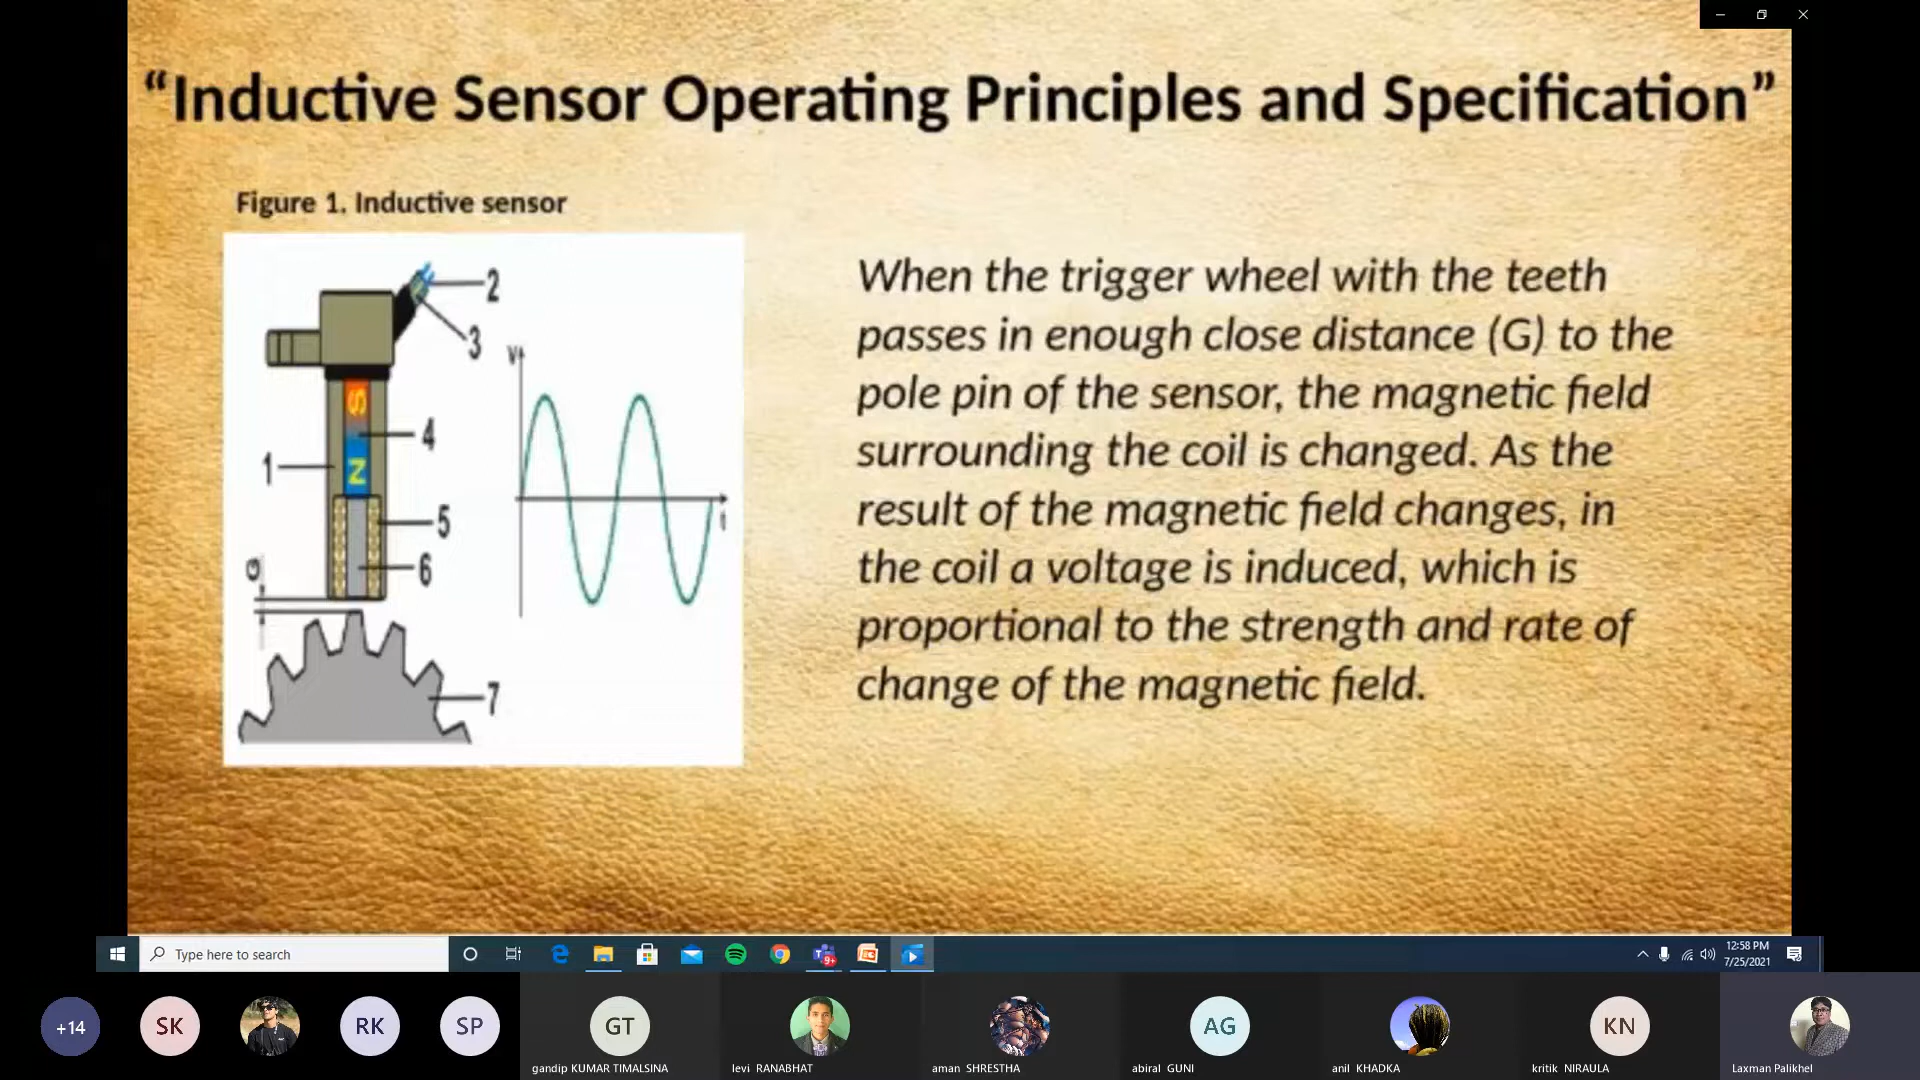 “Inductive Sensor Operating Principles and Specification”
Figure 1. Inductive sensor
2
3
V
S
4
1
N
t
5
G
6
7
When the trigger wheel with the teeth
passes in enough close distance (G) to the
pole pin of the sensor, the magnetic field
surrounding the coil is changed. As the
result of the magnetic field changes, in
the coil a voltage is induced, which is
proportional to the strength and rate of
change of the magnetic field.
Type here to search
9+
12:58 PM
7/25/2021
+14
SK
RK
SP
GT
AG
KN
gandip KUMAR TIMALSINA
levi RANABHAT
aman SHRESTHA
abiral GUNI
anil KHADKA
kritik NIRAULA
Laxman Palikhel